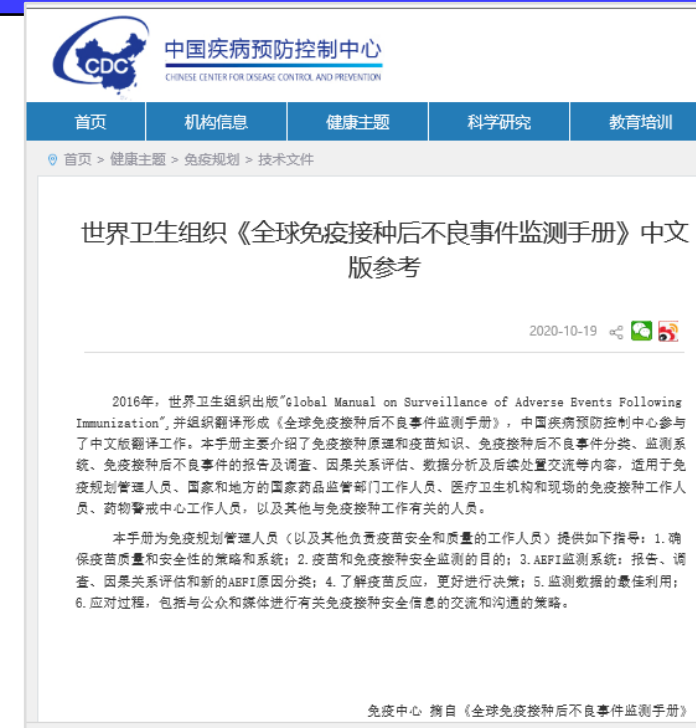 CDC
中国疾病预防控制中心
CHINESE CENTER FOR DISEASE CONTROL AND PREVENTION
首页 机构信息 健康主题 科学研究 教育培训
首页 > 健康主题 > 免疫规划 > 技术文件
世界卫生组织《全球免疫接种后不良事件监测手册》中文
版参考
2020-10-19
2016年，世界卫生组织出版"Global Manual on Surveillance of Adverse Events Following
Immunization",并组织翻译形成《全球免疫接种后不良事件监测手册》，中国疾病预防控制中心参与
了中文版翻译工作。本手册主要介绍了免疫接种原理和疫苗知识、免疫接种后不良事件分类、监测系
统、免疫接种后不良事件的报告及调查、因果关系评估、数据分析及后续处置交流等内容，适用于免
疫规划管理人员、国家和地方的国家药品监管部门工作人员、医疗卫生机构和现场的免疫接种工作人
员、药物警戒中心工作人员，以及其他与免疫接种工作有关的人员。
本手册为免疫规划管理人员（以及其他负责疫苗安全和质量的工作人员）提供如下指导：1.确
保疫苗质量和安全性的策略和系统；2.疫苗和免疫接种安全监测的目的；3.AEFI监测系统：报告、调
查、因果关系评估和新的AEFI原因分类；4.了解疫苗反应，更好进行决策；5.监测数据的最佳利用；
6.应对过程，包括与公众和媒体进行有关免疫接种安全信息的交流和沟通的策略。
免疫中心 摘自《全球免疫接种后不良事件监测手册》